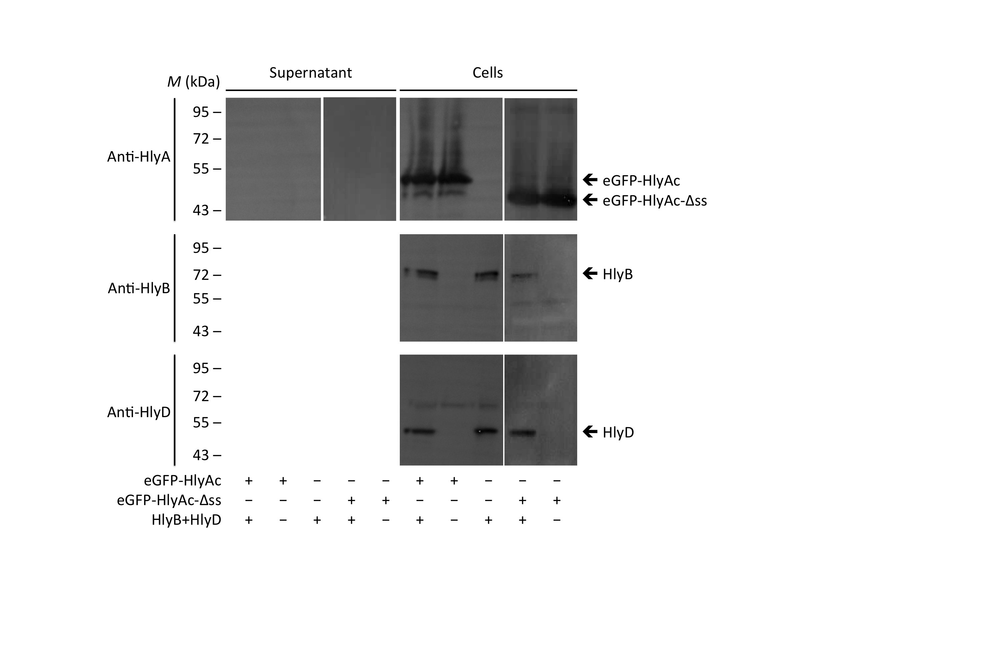 Supernatant Cells
M (kDa)
95 –
72 –
Anti-HlyA
55 –
eGFP-HlyAc
eGFP-HlyAc-Δss
43 –
95 –
72 –
HlyB
Anti-HlyB
55 –
43 –
95 –
72 –
Anti-HlyD
55 –
HlyD
43 –
eGFP-HlyAc + + – – – + + – – –
eGFP-HlyAc-Δss – – – + + – – – + +
HlyB+HlyD + – + + – + – + + –